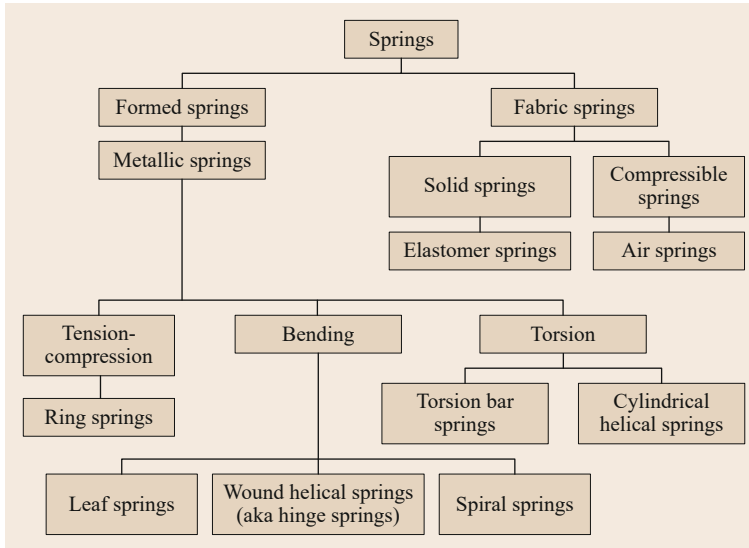 Springs
Formed springs
Fabric springs
Metallic springs
Solid springs
Compressible
springs
Elastomer springs
Air springs
Tension-
compression
Bending
Torsion
Ring springs
Torsion bar
springs
Cylindrical
helical springs
Leaf springs
Wound helical springs
(aka hinge springs)
Spiral springs